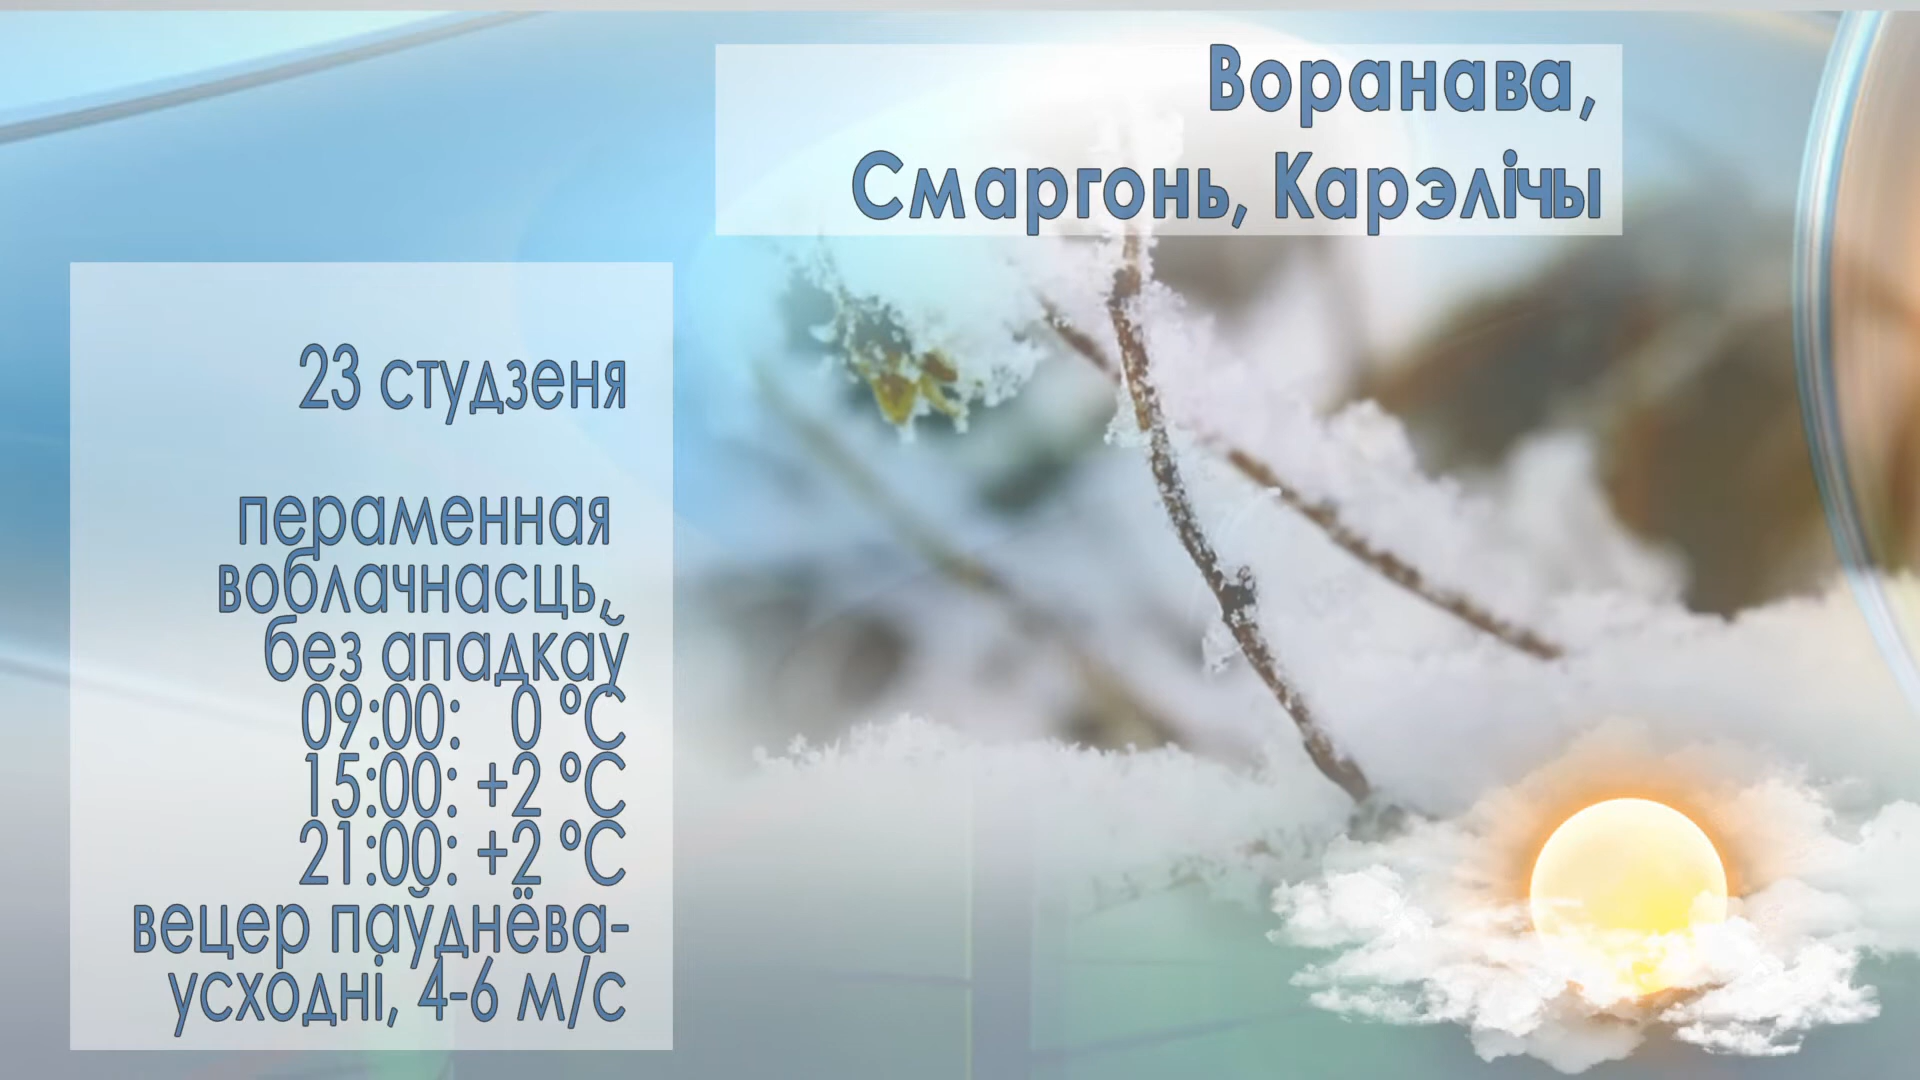 Воранава,
Смаргонь, Карэлічы
23 студзеня
пераменная
воблачнасць,
без ападкаў
09:00: 0 °C
15:00: +2 °C
21:00: +2 °C
вецер паўднёва-
усходні, 4-6 м/с